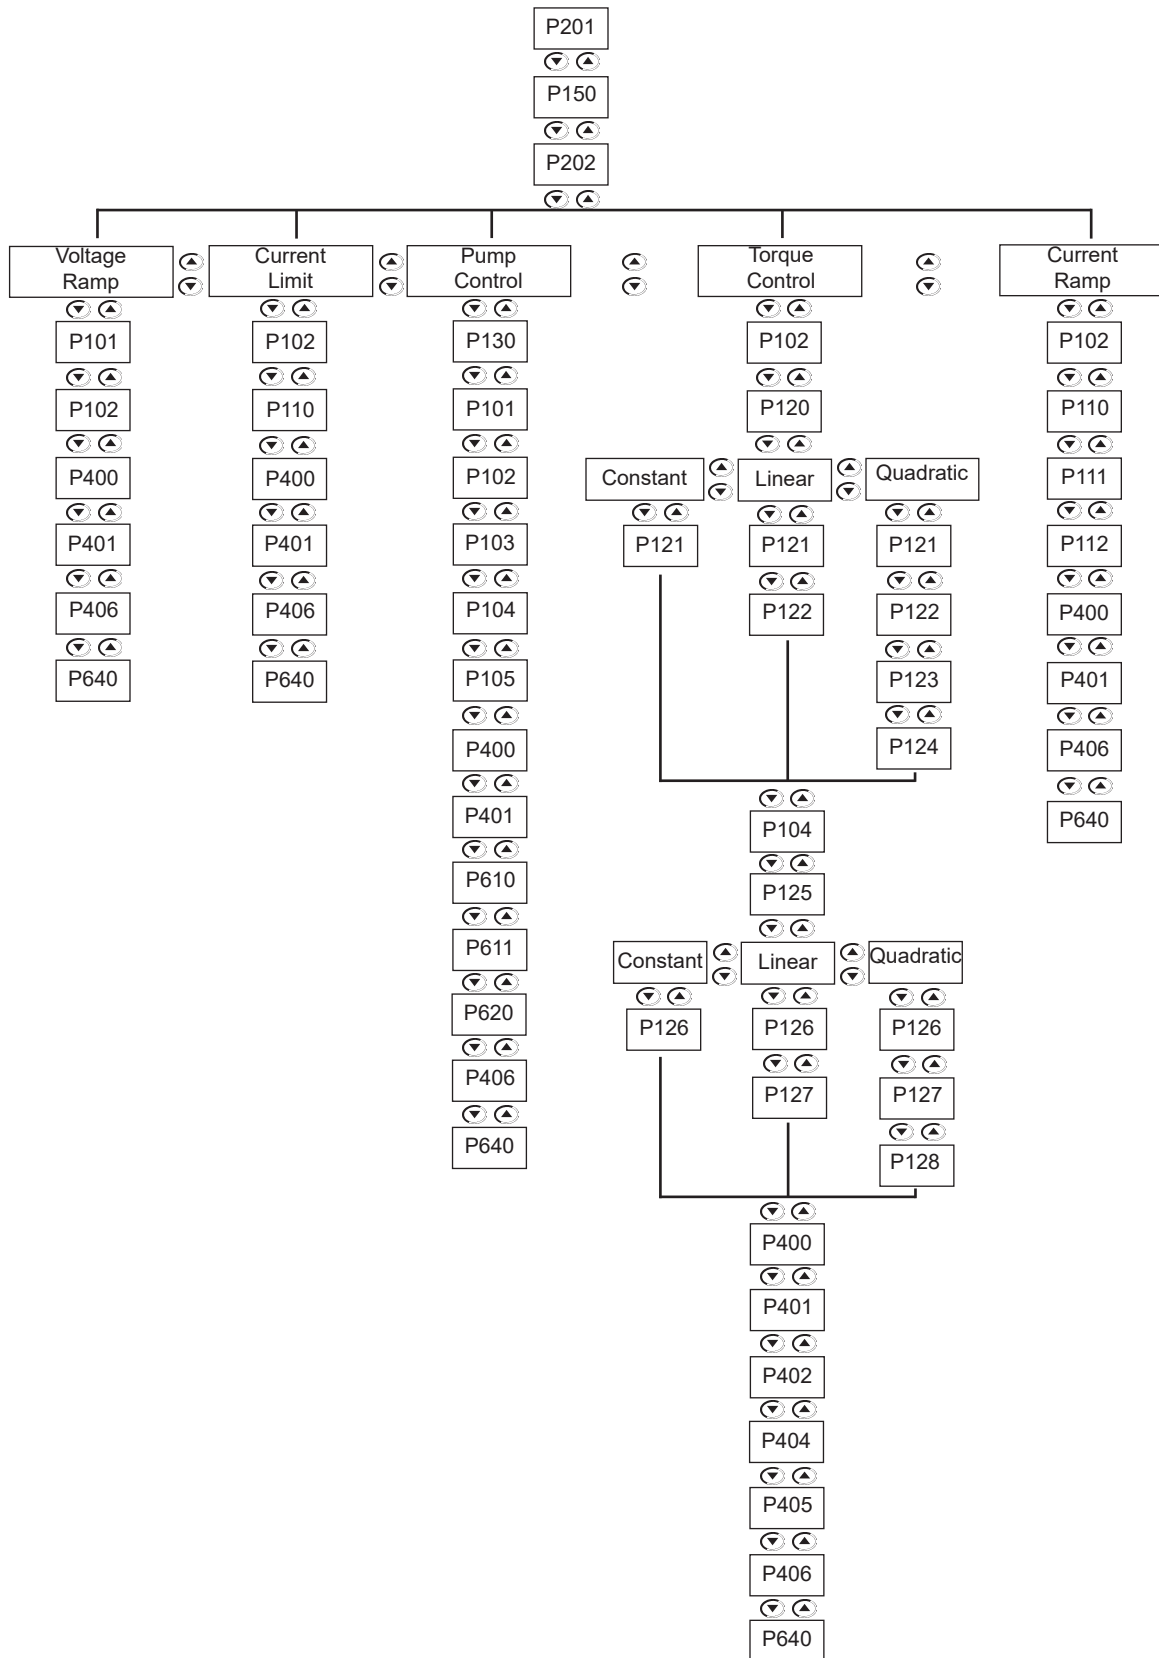 P201
P150
P202
Voltage
Ramp
P101
P102
P400
P401
P406
P640
Current
Limit
P102
P110
P400
P401
P406
P640
Pump
Control
P130
P101
P102
P103
P104
P105
P400
P401
P610
P611
P620
P406
P640
Torque
Control
P102
P120
Constant
P121
Linear
P121
P122
Quadratic
P121
P122
P123
P124
P104
P125
Constant
P126
Linear
P126
P127
Quadratic
P126
P127
P128
P400
P401
P402
P404
P405
P406
P640
Current
Ramp
P102
P110
P111
P112
P400
P401
P406
P640